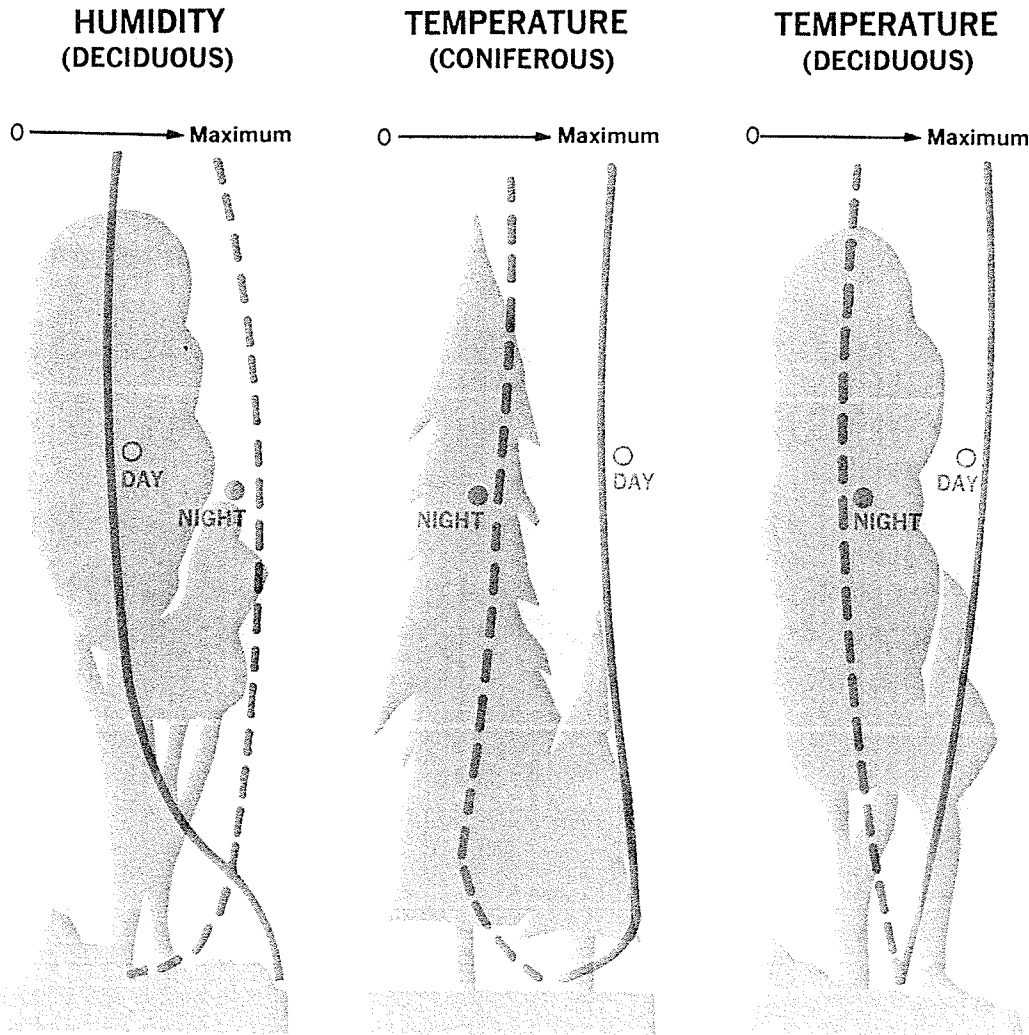 HUMIDITY
(DECIDUOUS)
0 Maximum
DAY
NIGHT
TEMPERATURE
(CONIFEROUS)
0 Maximum
DAY
NIGHT
TEMPERATURE
(DECIDUOUS)
0 Maximum
DAY
NIGHT